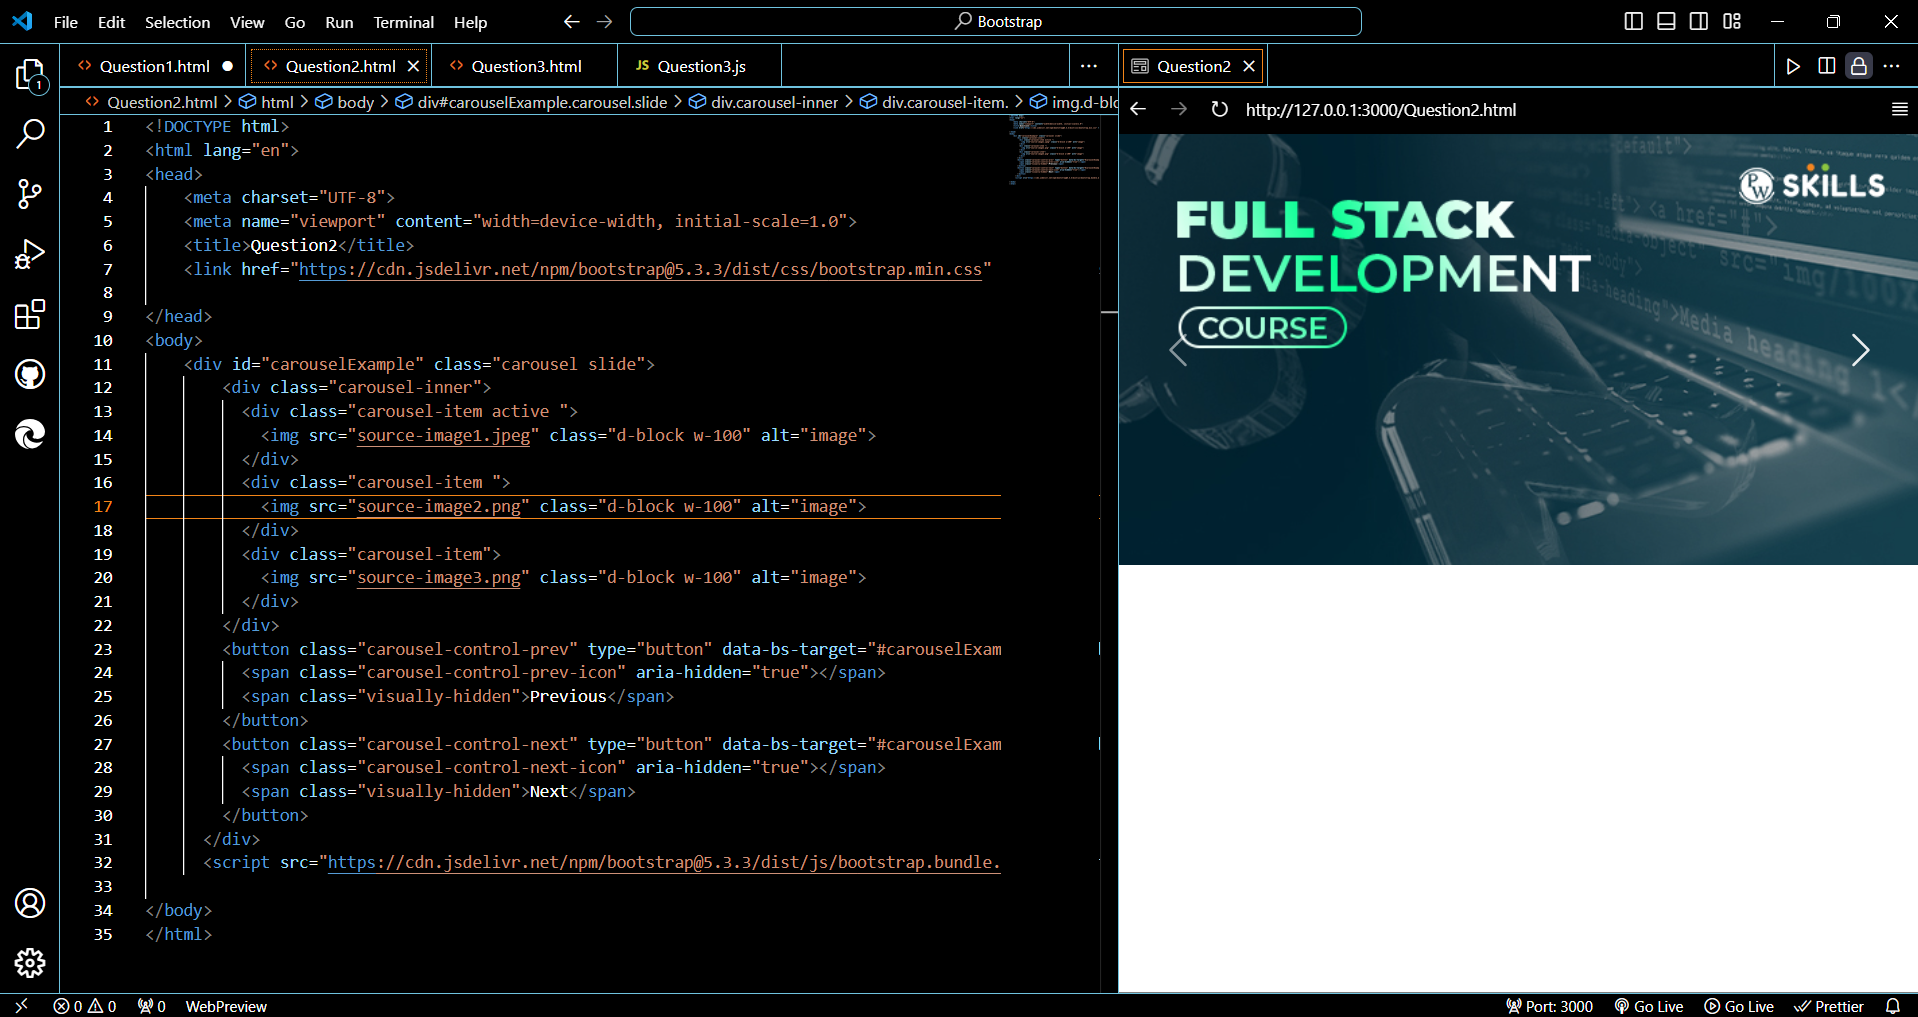 File Edit Selection View Go Run Terminal Help
Bootstrap
1
Question1.html
Question2.html
Question3.html
JS Question3.js
Question2.html > html > body > div#carouselExample.carousel.slide > div.carousel-inner > div.carousel-item. > img.d-blo
1 <!DOCTYPE html>
2 <html lang="en">
3 <head>
4 <meta charset="UTF-8">
5 <meta name="viewport" content="width=device-width, initial-scale=1.0">
6 <title>Question2</title>
7 <link href="https://cdn.jsdelivr.net/npm/bootstrap@5.3.3/dist/css/bootstrap.min.css"
8
9 </head>
10 <body>
11 <div id="carouselExample" class="carousel slide">
12 <div class="carousel-inner">
13 <div class="carousel-item active ">
14 <img src="source-image1.jpeg" class="d-block w-100" alt="image">
15 </div>
16 <div class="carousel-item ">
17 <img src="source-image2.png" class="d-block w-100" alt="image">
18 </div>
19 <div class="carousel-item">
20 <img src="source-image3.png" class="d-block w-100" alt="image">
21 </div>
22 </div>
23 <button class="carousel-control-prev" type="button" data-bs-target="#carouselExam
24 <span class="carousel-control-prev-icon" aria-hidden="true"></span>
25 <span class="visually-hidden">Previous</span>
26 </button>
27 <button class="carousel-control-next" type="button" data-bs-target="#carouselExam
28 <span class="carousel-control-next-icon" aria-hidden="true"></span>
29 <span class="visually-hidden">Next</span>
30 </button>
31 </div>
32 <script src="https://cdn.jsdelivr.net/npm/bootstrap@5.3.3/dist/js/bootstrap.bundle.
33
34 </body>
35 </html>
Question2
http://127.0.0.1:3000/Question2.html
PW SKILLS
FULL STACK
DEVELOPMENT
COURSE
0 0 0 WebPreview
Port: 3000 Go Live Go Live Prettier